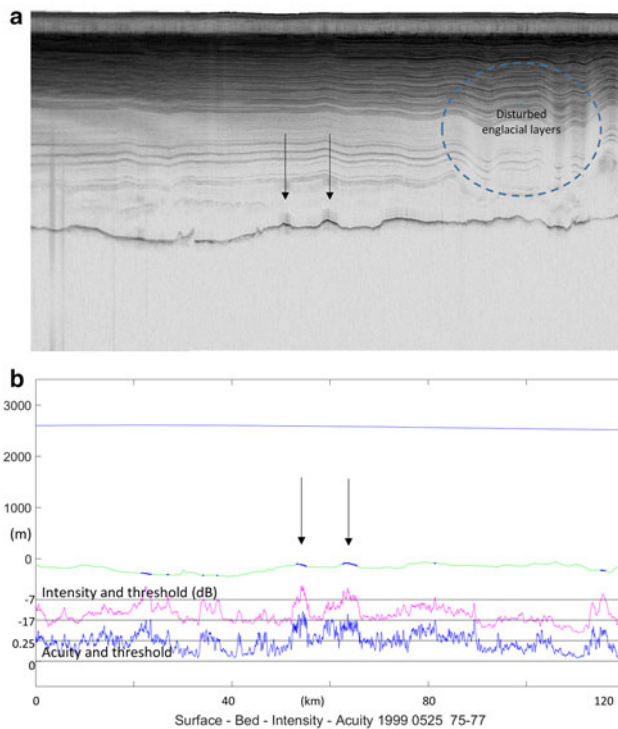 a
Disturbed
englacial layers
b
3000
2000
1000
(m)
0
Intensity and threshold (dB)
-7
-17
0.25
Acuity and threshold
0
0 40 (km) 80 120
Surface - Bed - Intensity - Acuity 1999 0525 75-77